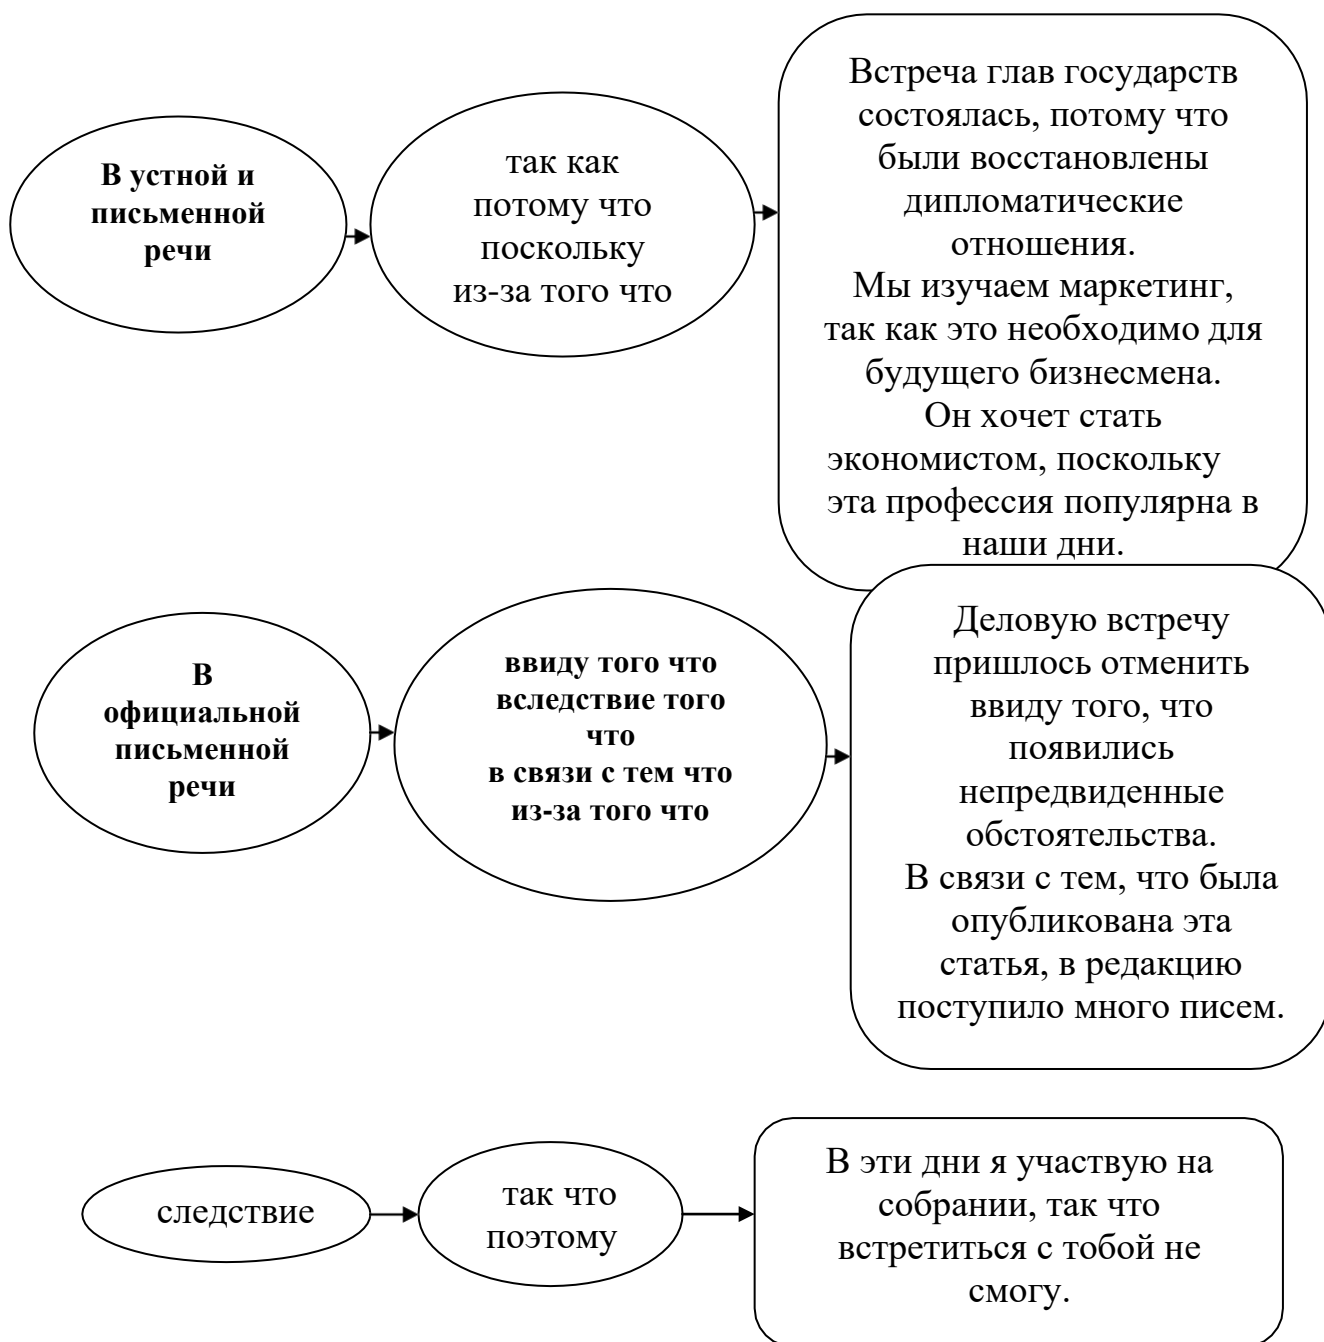 В устной и
письменной
речи
так как
потому что
поскольку
из-за того что
Встреча глав государств
состоялась, потому что
были восстановлены
дипломатические
отношения.
Мы изучаем маркетинг,
так как это необходимо для
будущего бизнесмена.
Он хочет стать
экономистом, поскольку
эта профессия популярна в
наши дни.
В
официальной
письменной
речи
ввиду того что
вследствие того
что
в связи с тем что
из-за того что
Деловую встречу
пришлось отменить
ввиду того, что
появились
непредвиденные
обстоятельства.
В связи с тем, что была
опубликована эта
статья, в редакцию
поступило много писем.
следствие
так что
поэтому
В эти дни я участвую на
собрании, так что
встретиться с тобой не
смогу.